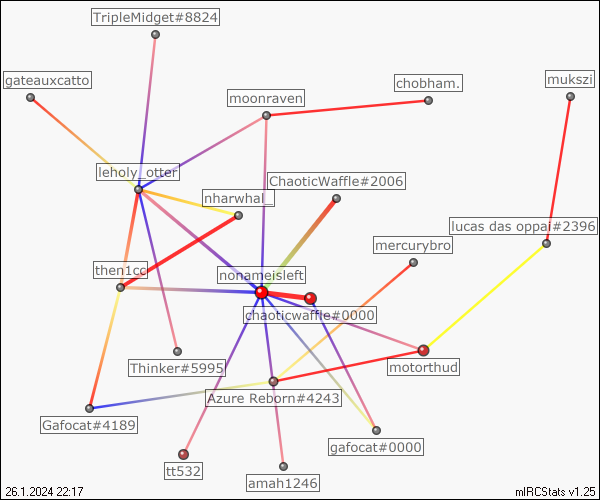 TripleMidget#8824
gateauxcatto
chobham.
mukszi
moonraven
leholy_otter
ChaoticWaffle#2006
nharwhal_
lucas das oppai#2396
mercurybro
then1cc
nonameisleft
chaoticwaffle#0000
Thinker#5995
motorthud
Azure Reborn#4243
Gafocat#4189
gafocat#0000
tt532
amah1246
26.1.2024 22:17
mIRCStats v1.25